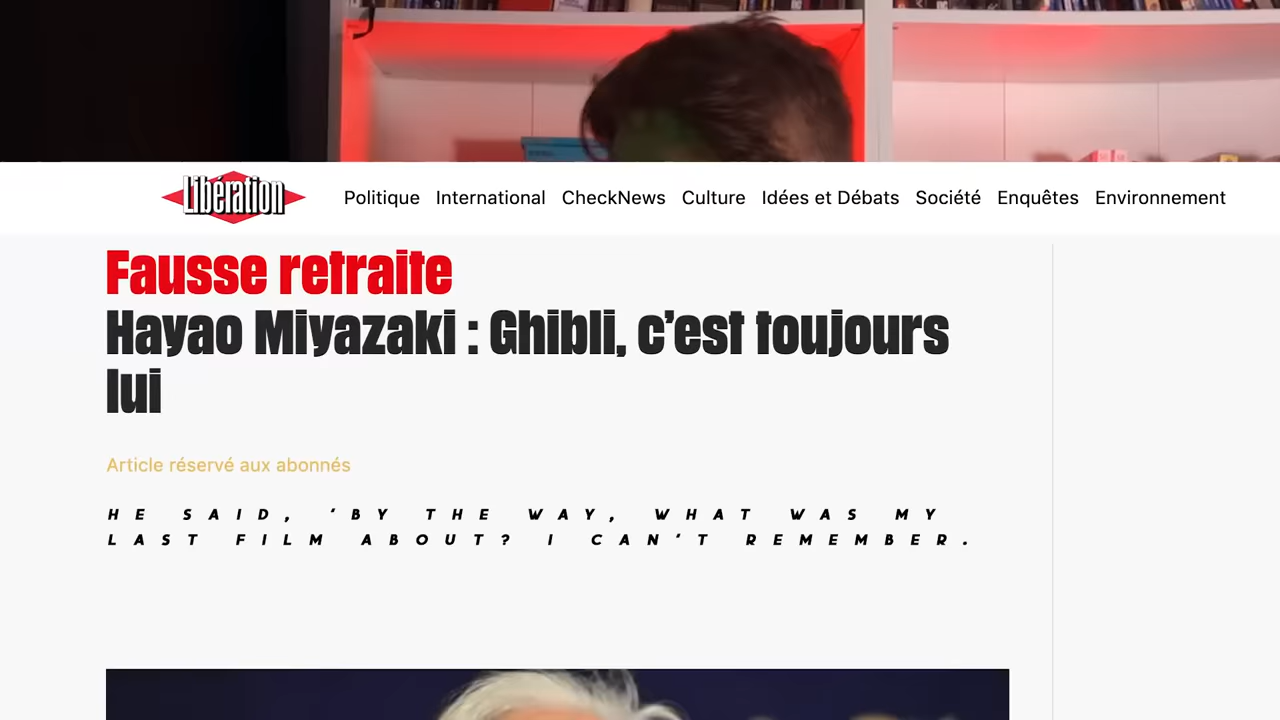 Libération
Politique International CheckNews Culture Idées et Débats Société Enquêtes Environnement
Fausse retraite
Hayao Miyazaki : Ghibli, c’est toujours
lui
Article réservé aux abonnés
HE SAID, ‘BY THE WAY, WHAT WAS MY
LAST FILM ABOUT? I CAN’T REMEMBER.